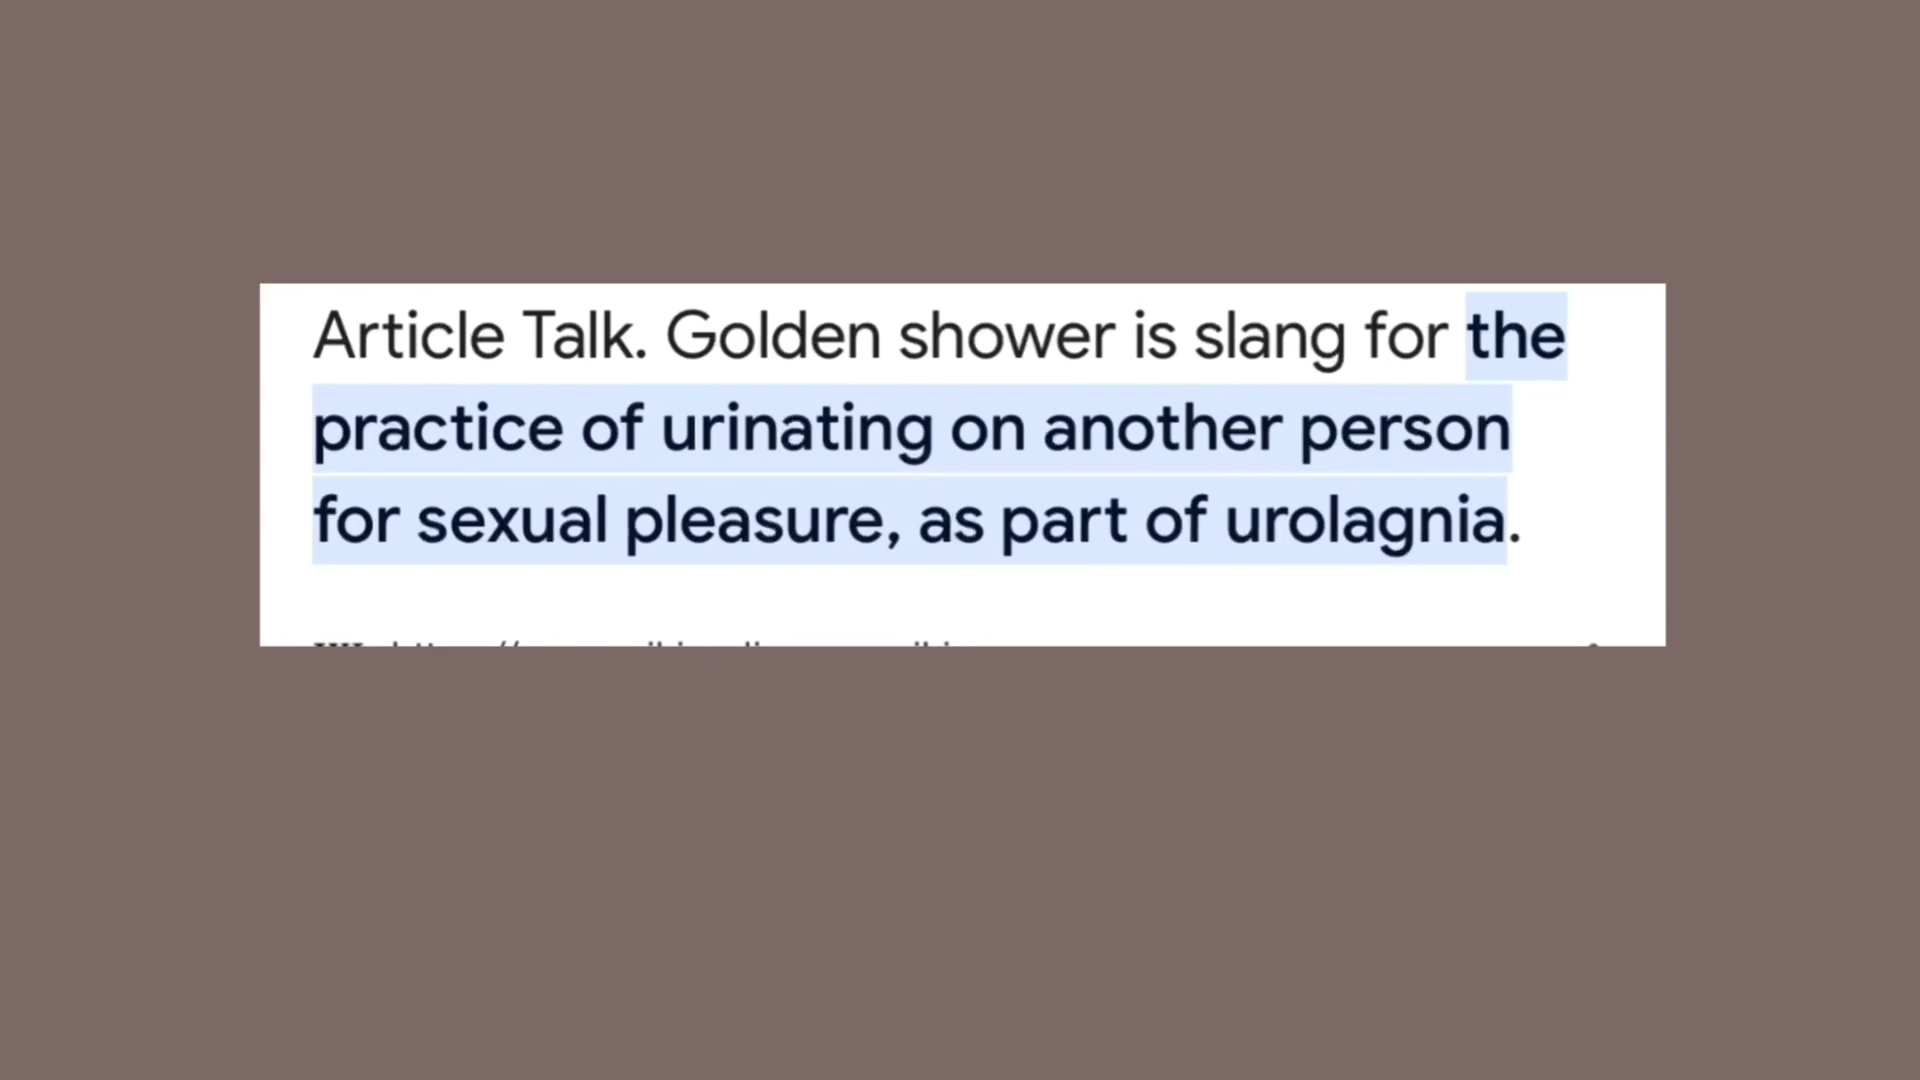 Article Talk. Golden shower is slang for the
practice of urinating on another person
for sexual pleasure, as part of urolagnia.